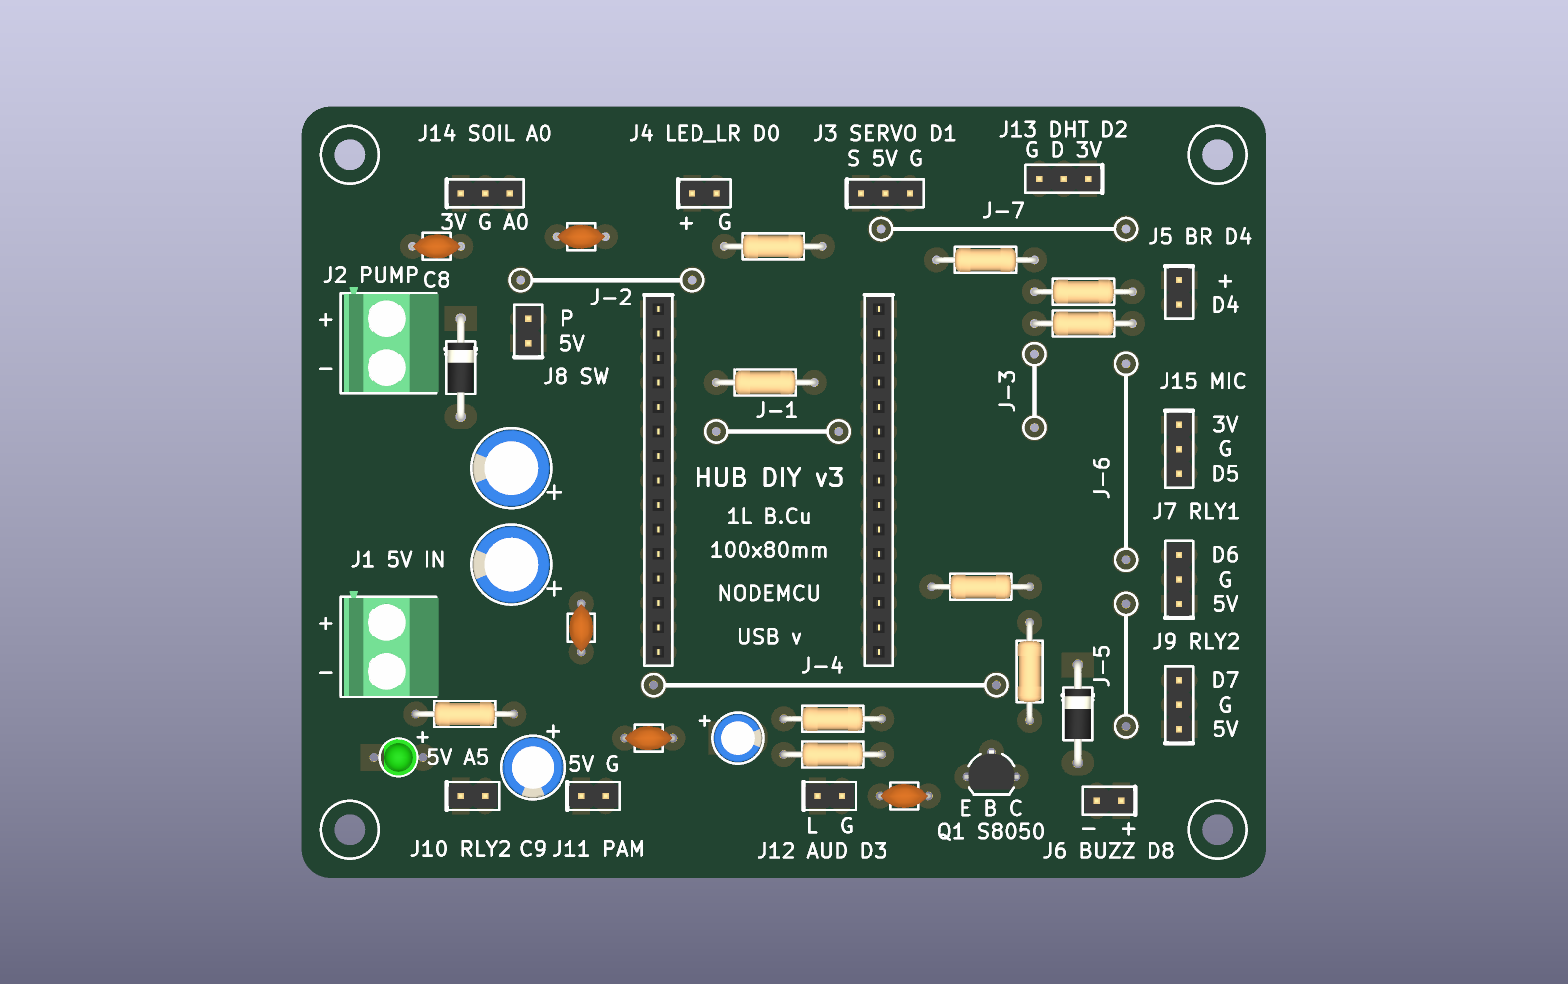 J14 SOIL A0
J4 LED_LR D0
J3 SERVO D1
J13 DHT D2
S 5V G
G D 3V
3V G A0
+ G
J-7
J5 BR D4
+
D4
J2 PUMP
C8
J-2
+
-
P
5V
J8 SW
J-1
J-3
J15 MIC
3V
G
D5
J-6
HUB DIY v3
1L B.Cu
100x80mm
NODEMCU
USB v
+
+
J7 RLY1
D6
G
5V
J1 5V IN
+
-
J9 RLY2
J-4
J-5
D7
G
5V
+
5V A5
+
5V G
+
L G
E B C
Q1 S8050
- +
J10 RLY2
C9
J11 PAM
J12 AUD D3
J6 BUZZ D8